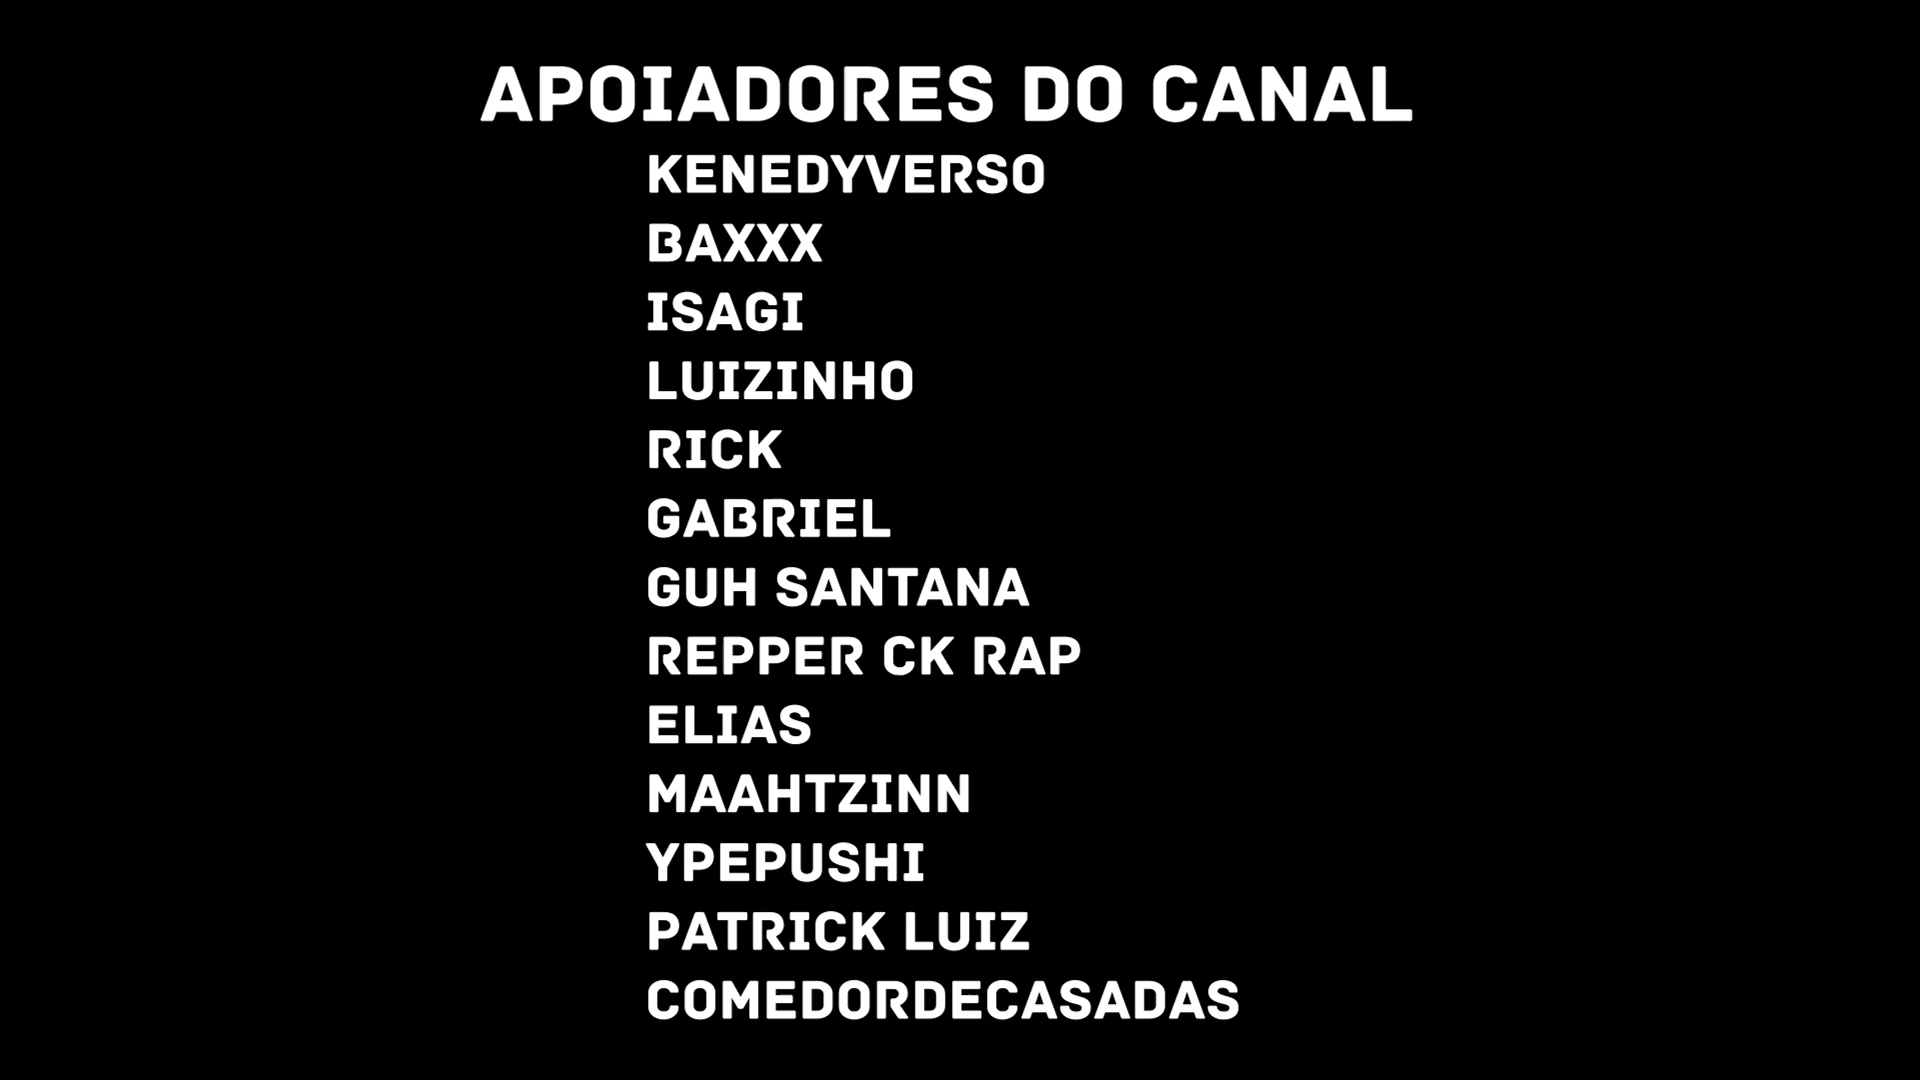 APOIADORES DO CANAL
KENEDYVERSO
BAXXX
ISAGI
LUIZINHO
RICK
GABRIEL
GUH SANTANA
REPPER CK RAP
ELIAS
MAAHTZINN
YPEPUSHI
PATRICK LUIZ
COMEDORDECASADAS